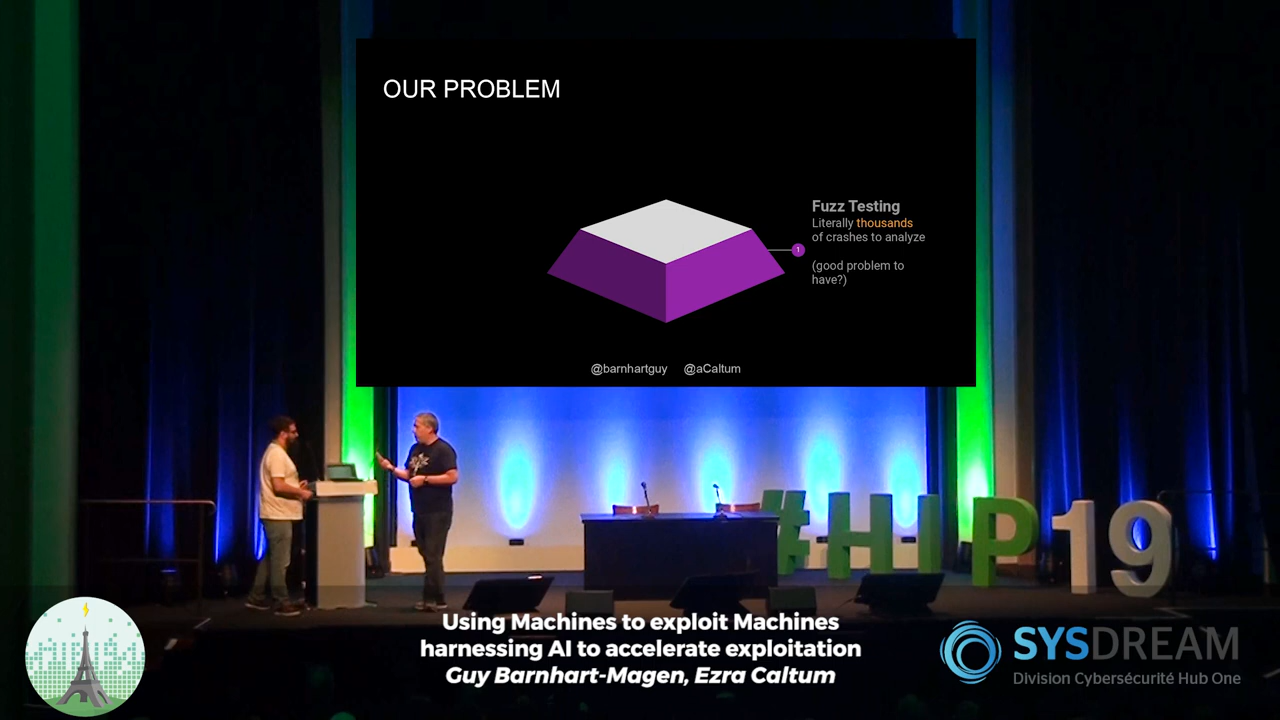 OUR PROBLEM
Fuzz Testing
Literally thousands
of crashes to analyze
1
(good problem to
have?)
@barnhartguy @aCaltum
#HIP19
Using Machines to exploit Machines
harnessing AI to accelerate exploitation
Guy Barnhart-Magen, Ezra Caltum
SYSDREAM
Division Cybersécurité Hub One